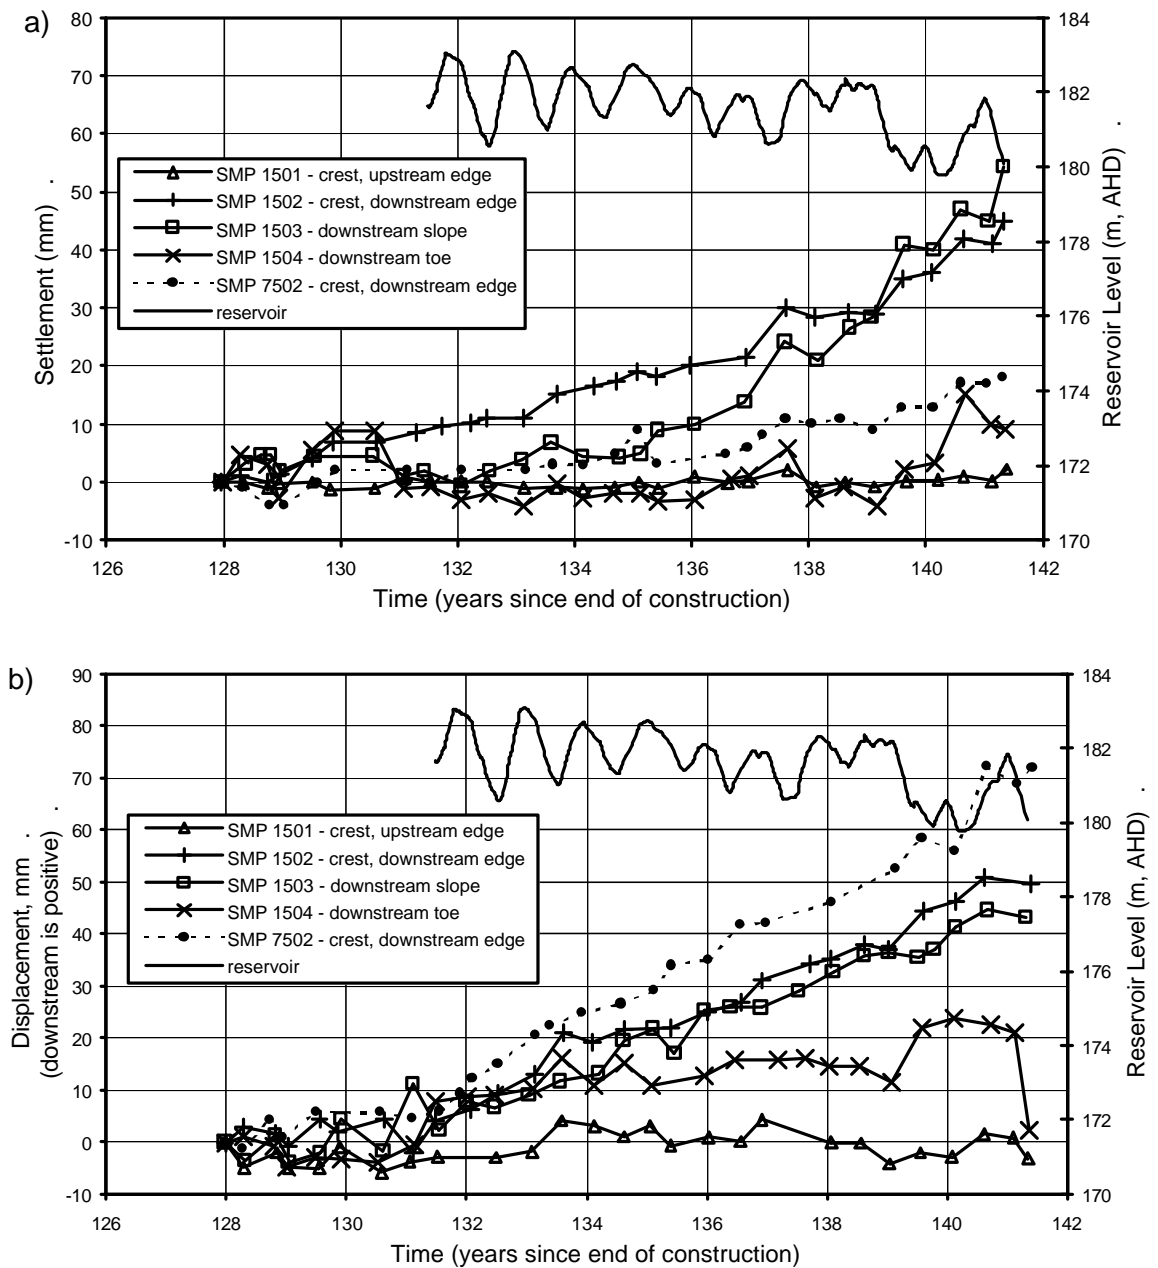 a)
80
70
60
50
40
30
20
10
0
-10
Settlement (mm) .
184
182
180
178
176
174
172
170
Reservoir Level (m, AHD) .
SMP 1501 - crest, upstream edge
SMP 1502 - crest, downstream edge
SMP 1503 - downstream slope
SMP 1504 - downstream toe
SMP 7502 - crest, downstream edge
reservoir
126 128 130 132 134 136 138 140 142
Time (years since end of construction)
b)
90
80
70
60
50
40
30
20
10
0
-10
Displacement, mm .
(downstream is positive) .
184
182
180
178
176
174
172
170
Reservoir Level (m, AHD) .
SMP 1501 - crest, upstream edge
SMP 1502 - crest, downstream edge
SMP 1503 - downstream slope
SMP 1504 - downstream toe
SMP 7502 - crest, downstream edge
reservoir
126 128 130 132 134 136 138 140 142
Time (years since end of construction)